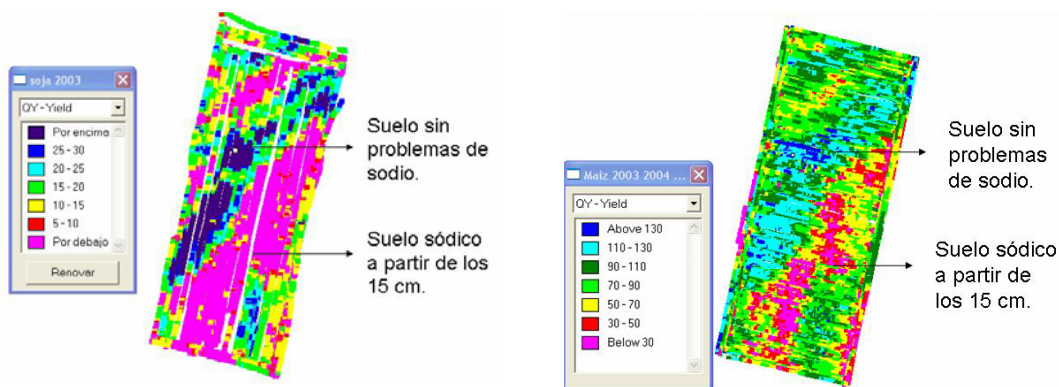 soja 2003
QY - Yield
Por encima
25 - 30
20 - 25
15 - 20
10 - 15
5 - 10
Por debajo
Renovar
Suelo sin
problemas de
sodio.
Suelo sódico
a partir de los
15 cm.
Maiz 2003 2004 ...
QY - Yield
Above 130
110 - 130
90 - 110
70 - 90
50 - 70
30 - 50
Below 30
Suelo sin
problemas
de sodio.
Suelo sódico
a partir de
los 15 cm.